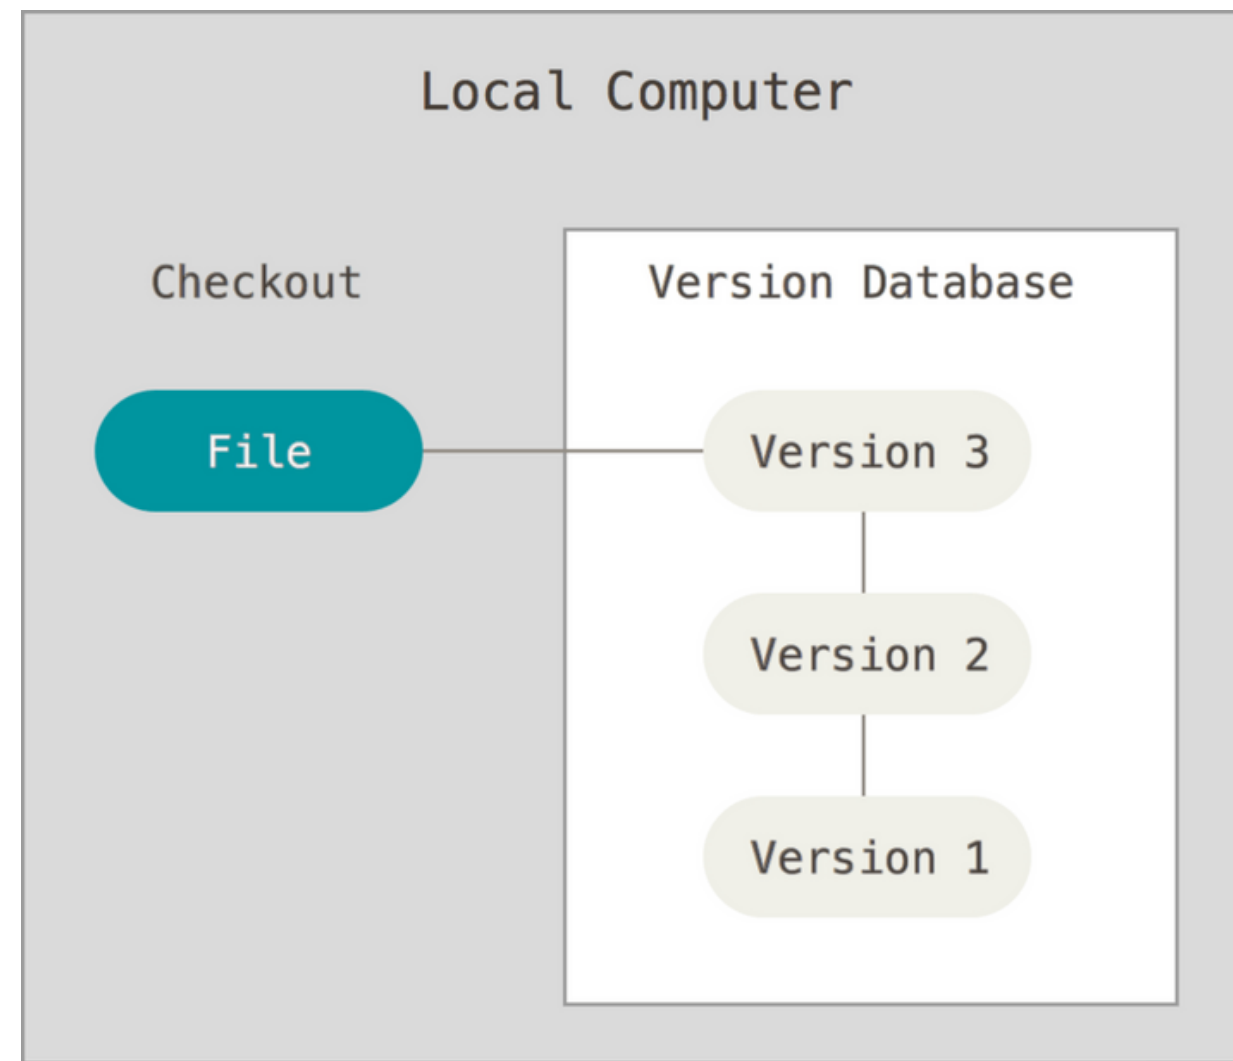 Local Computer
Checkout
Version Database
File
Version 3
Version 2
Version 1